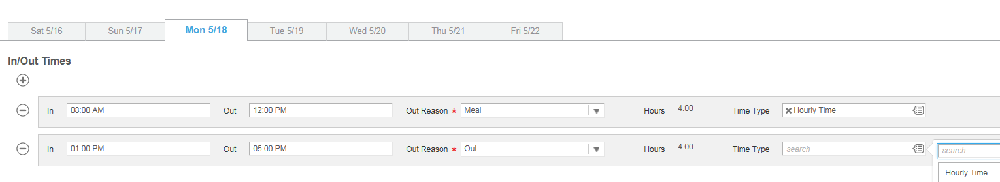 Sat 5/16 Sun 5/17 Mon 5/18 Tue 5/19 Wed 5/20 Thu 5/21 Fri 5/22
In/Out Times
In 08:00 AM Out 12:00 PM Out Reason * Meal Hours 4.00 Time Type Hourly Time
In 01:00 PM Out 05:00 PM Out Reason * Out Hours 4.00 Time Type search search
Hourly Time